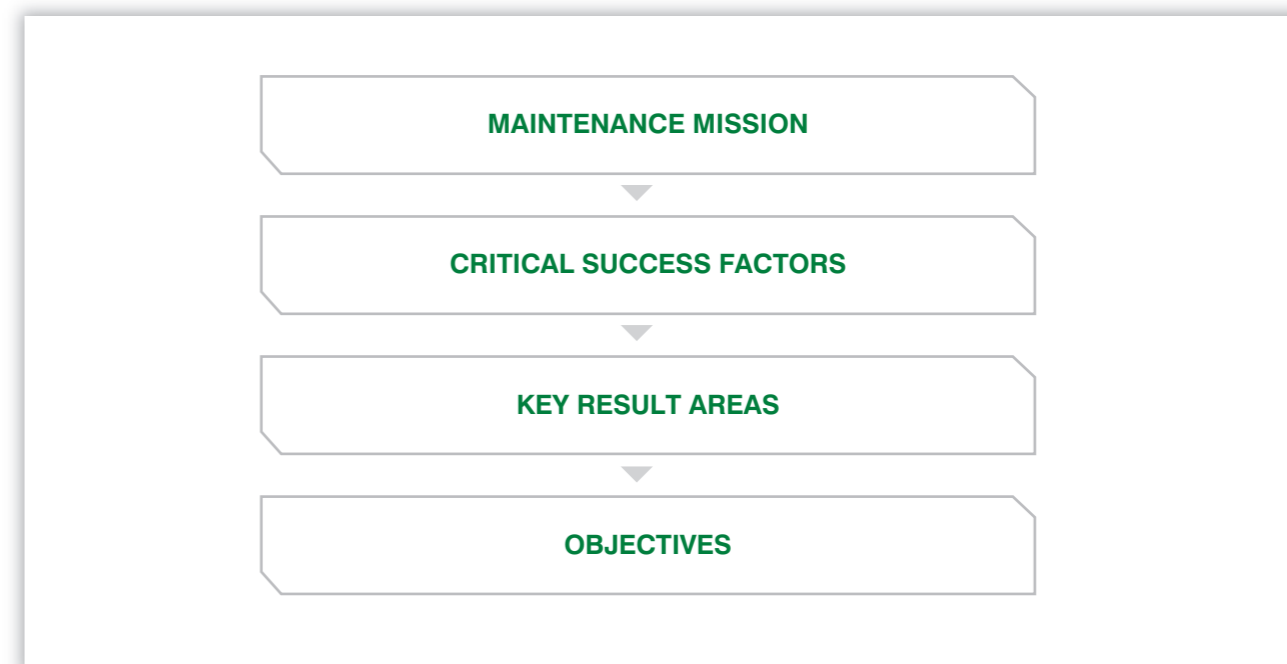 MAINTENANCE MISSION
CRITICAL SUCCESS FACTORS
KEY RESULT AREAS
OBJECTIVES